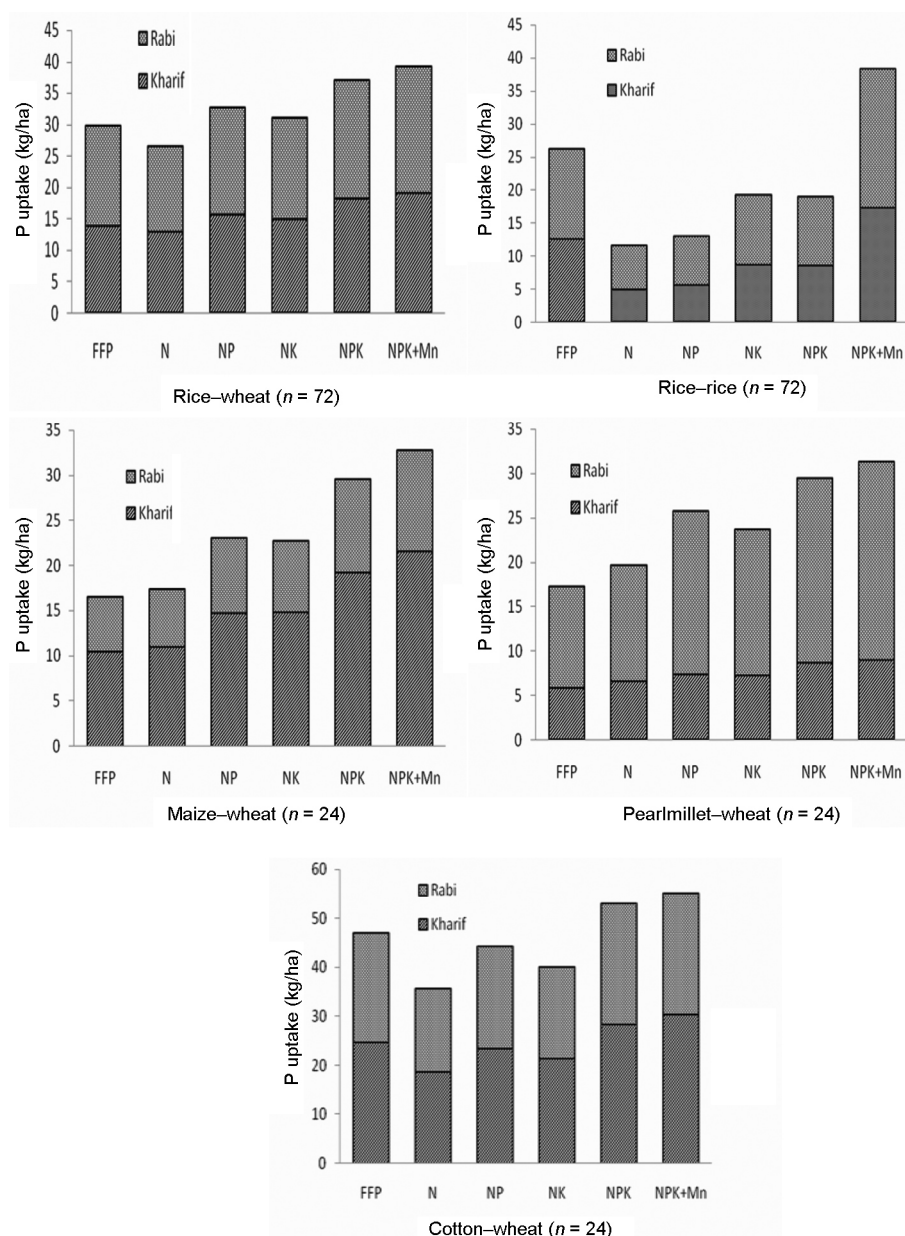 P uptake (kg/ha)
45
40
35
30
25
20
15
10
5
0
Rabi
Kharif
FFP N NP NK NPK NPK+Mn
Rice–wheat (n = 72)
P uptake (kg/ha)
45
40
35
30
25
20
15
10
5
0
Rabi
Kharif
FFP N NP NK NPK NPK+Mn
Rice–rice (n = 72)
P uptake (kg/ha)
35
30
25
20
15
10
5
0
Rabi
Kharif
FFP N NP NK NPK NPK+Mn
Maize–wheat (n = 24)
P uptake (kg/ha)
35
30
25
20
15
10
5
0
Rabi
Kharif
FFP N NP NK NPK NPK+Mn
Pearlmillet–wheat (n = 24)
P uptake (kg/ha)
60
50
40
30
20
10
0
Rabi
Kharif
FFP N NP NK NPK NPK+Mn
Cotton–wheat (n = 24)